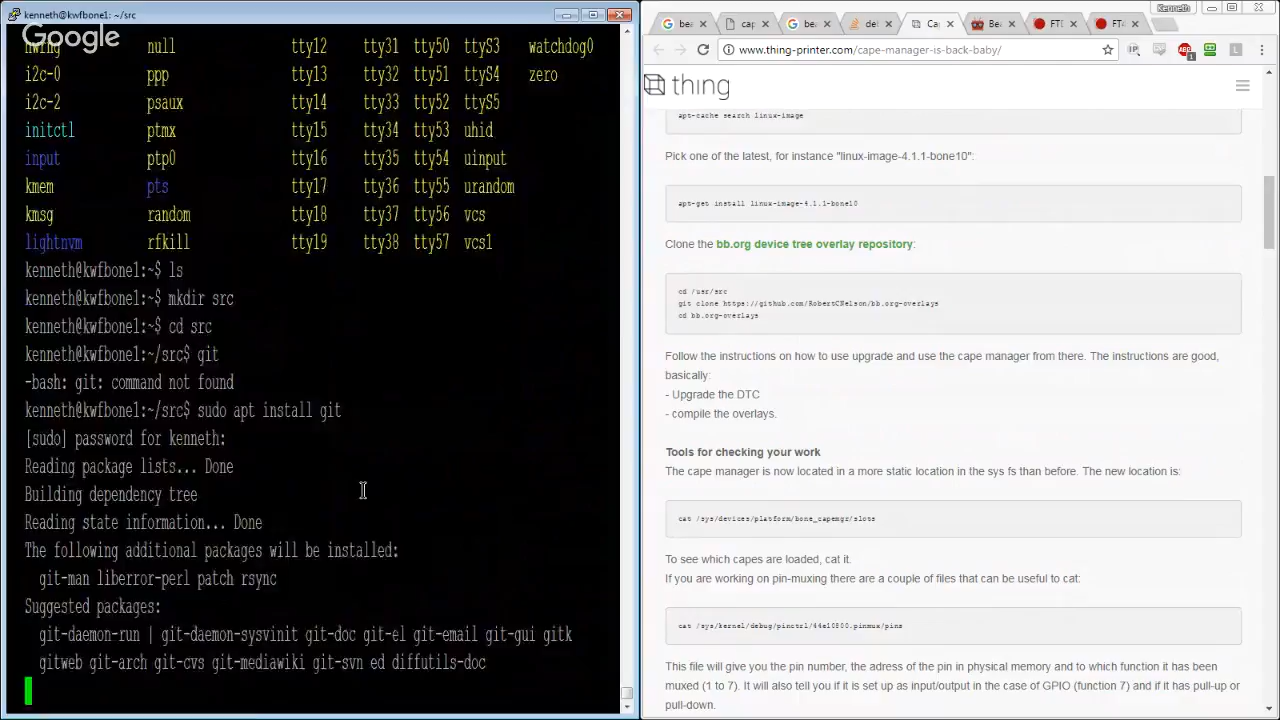 kenneth@kwfbone1: ~/src
Google
hwrng null tty12 tty31 tty50 ttyS3 watchdog0
i2c-0 ppp tty13 tty32 tty51 ttyS4 zero
i2c-2 psaux tty14 tty33 tty52 ttyS5
initctl ptmx tty15 tty34 tty53 uhid
input ptp0 tty16 tty35 tty54 uinput
kmem pts tty17 tty36 tty55 urandom
kmsg random tty18 tty37 tty56 vcs
lightnvm rfkill tty19 tty38 tty57 vcs1
kenneth@kwfbone1:~$ ls
kenneth@kwfbone1:~$ mkdir src
kenneth@kwfbone1:~$ cd src
kenneth@kwfbone1:~/src$ git
-bash: git: command not found
kenneth@kwfbone1:~/src$ sudo apt install git
[sudo] password for kenneth:
Reading package lists... Done
Building dependency tree
Reading state information... Done
The following additional packages will be installed:
git-man liberror-perl patch rsync
Suggested packages:
git-daemon-run | git-daemon-sysvinit git-doc git-el git-email git-gui gitk
gitweb git-arch git-cvs git-mediawiki git-svn ed diffutils-doc
Kenneth
be cap be de Ca Be FT
www.thing-printer.com/cape-manager-is-back-baby/
thing
apt-cache search linux-image
Pick one of the latest, for instance "linux-image-4.1.1-bone10":
apt-get install linux-image-4.1.1-bone10
Clone the bb.org device tree overlay repository:
cd /usr/src
git clone https://github.com/RobertCNelson/bb.org-overlays
cd bb.org-overlays
Follow the instructions on how to use upgrade and use the cape manager from there. The instructions are good,
basically:
- Upgrade the DTC
- compile the overlays.
Tools for checking your work
The cape manager is now located in a more static location in the sys fs than before. The new location is:
cat /sys/devices/platform/bone_capemgr/slots
To see which capes are loaded, cat it.
If you are working on pin-muxing there are a couple of files that can be useful to cat:
cat /sys/kernel/debug/pinctrl/44e10800.pinmux/pins
This file will give you the pin number, the adress of the pin in physical memory and to which function it has been
muxed (1 to 7). It will also tell you if it is set to be input/output in the case of GPIO (function 7) and if it has pull-up/
pull-down.